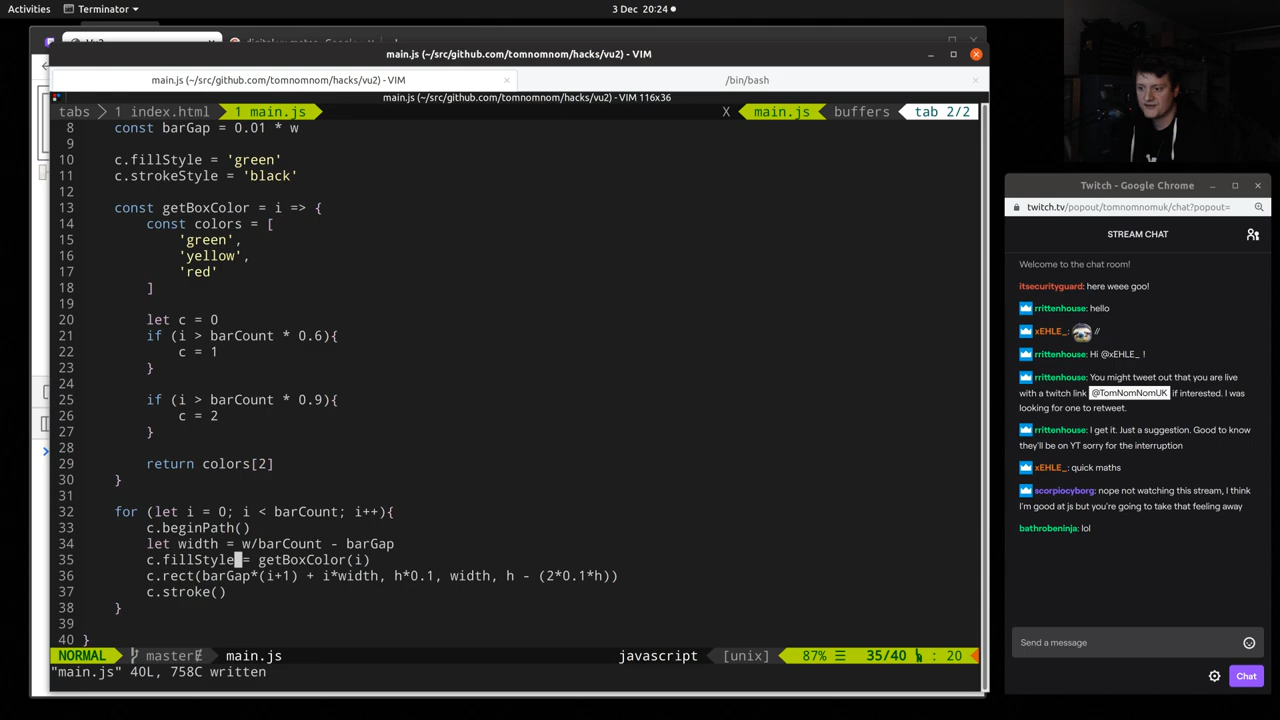 Activities
Terminator
3 Dec 20:24
main.js (~/src/github.com/tomnomnom/hacks/vu2) - VIM
main.js (~/src/github.com/tomnomnom/hacks/vu2) - VIM
/bin/bash
main.js (~/src/github.com/tomnomnom/hacks/vu2) - VIM 116x36
tabs 1 index.html 1 main.js X main.js buffers tab 2/2
8 const barGap = 0.01 * w
9
10 c.fillStyle = 'green'
11 c.strokeStyle = 'black'
12
13 const getBoxColor = i => {
14 const colors = [
15 'green',
16 'yellow',
17 'red'
18 ]
19
20 let c = 0
21 if (i > barCount * 0.6){
22 c = 1
23 }
24
25 if (i > barCount * 0.9){
26 c = 2
27 }
28
29 return colors[2]
30 }
31
32 for (let i = 0; i < barCount; i++){
33 c.beginPath()
34 let width = w/barCount - barGap
35 c.fillStyle = getBoxColor(i)
36 c.rect(barGap*(i+1) + i*width, h*0.1, width, h - (2*0.1*h))
37 c.stroke()
38 }
39
40 }
NORMAL master main.js javascript [unix] 87% ☰ 35/40 : 20
"main.js" 40L, 758C written
Twitch - Google Chrome
twitch.tv/popout/tomnomnomuk/chat?popout=
STREAM CHAT
Welcome to the chat room!
itsecurityguard: here weee goo!
rrittenhouse: hello
xEHLE_: //
rrittenhouse: Hi @xEHLE_ !
rrittenhouse: You might tweet out that you are live
with a twitch link @TomNomNomUK if interested. I was
looking for one to retweet.
rrittenhouse: I get it. Just a suggestion. Good to know
they'll be on YT sorry for the interruption
xEHLE_: quick maths
scorpiocyborg: nope not watching this stream, I think
I'm good at js but you're going to take that feeling away
bathrobeninja: lol
Send a message
Chat